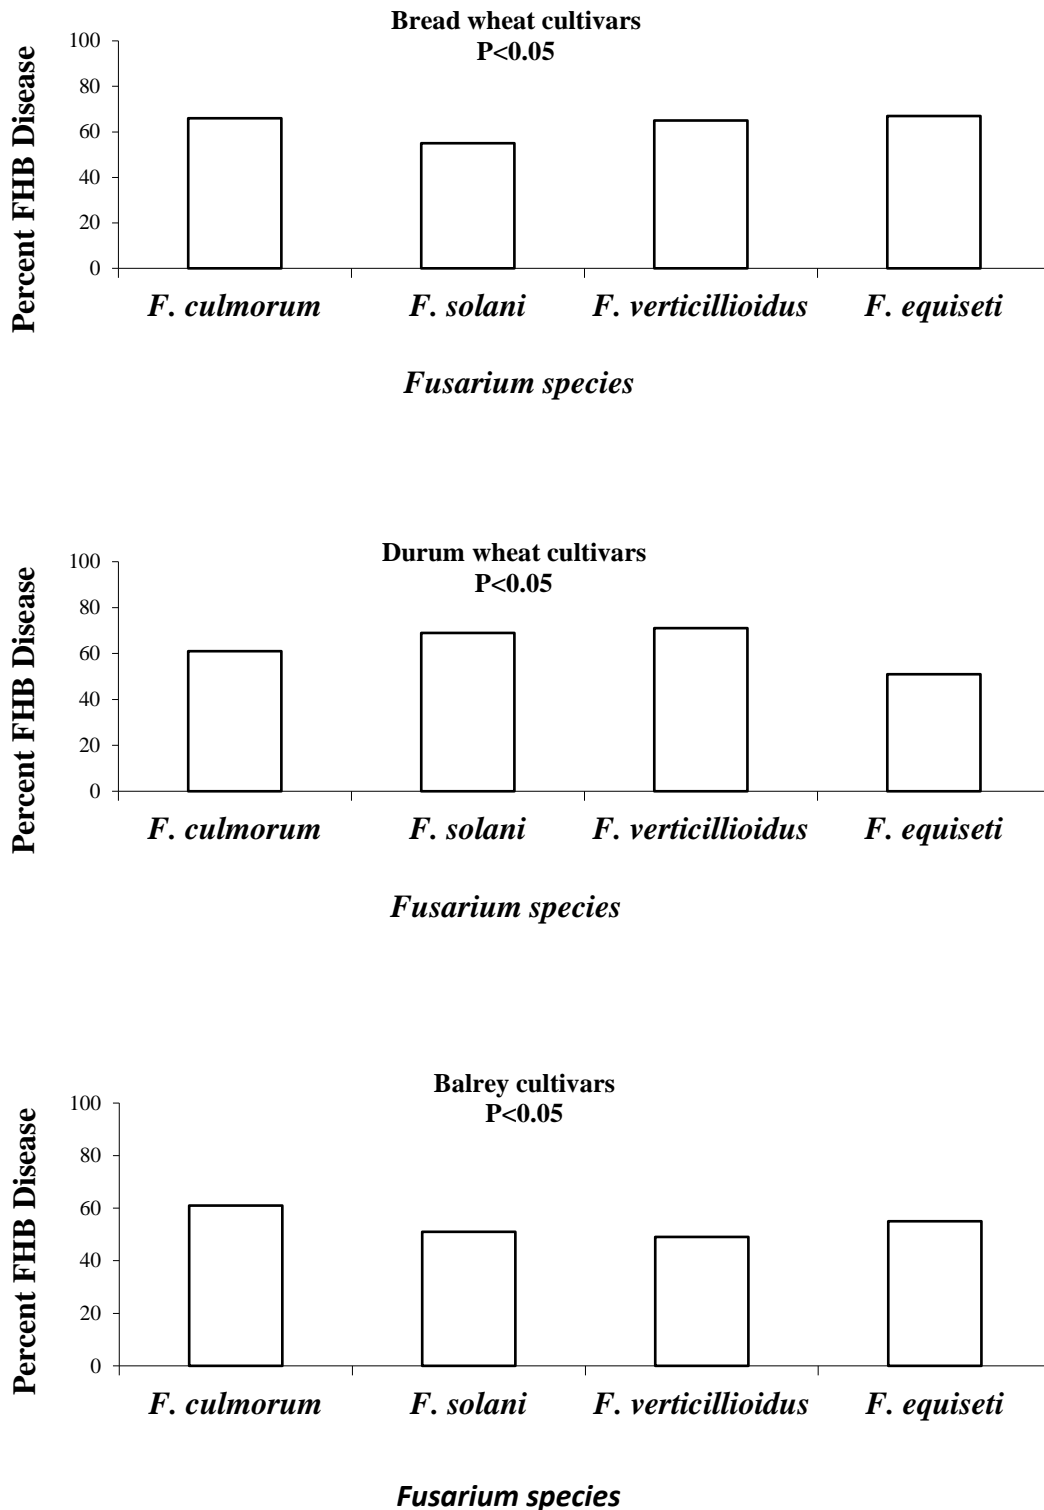 Bread wheat cultivars
P<0.05
Percent FHB Disease
100
80
60
40
20
0
F. culmorum F. solani F. verticillioidus F. equiseti
Fusarium species
Durum wheat cultivars
P<0.05
Percent FHB Disease
100
80
60
40
20
0
F. culmorum F. solani F. verticillioidus F. equiseti
Fusarium species
Balrey cultivars
P<0.05
Percent FHB Disease
100
80
60
40
20
0
F. culmorum F. solani F. verticillioidus F. equiseti
Fusarium species